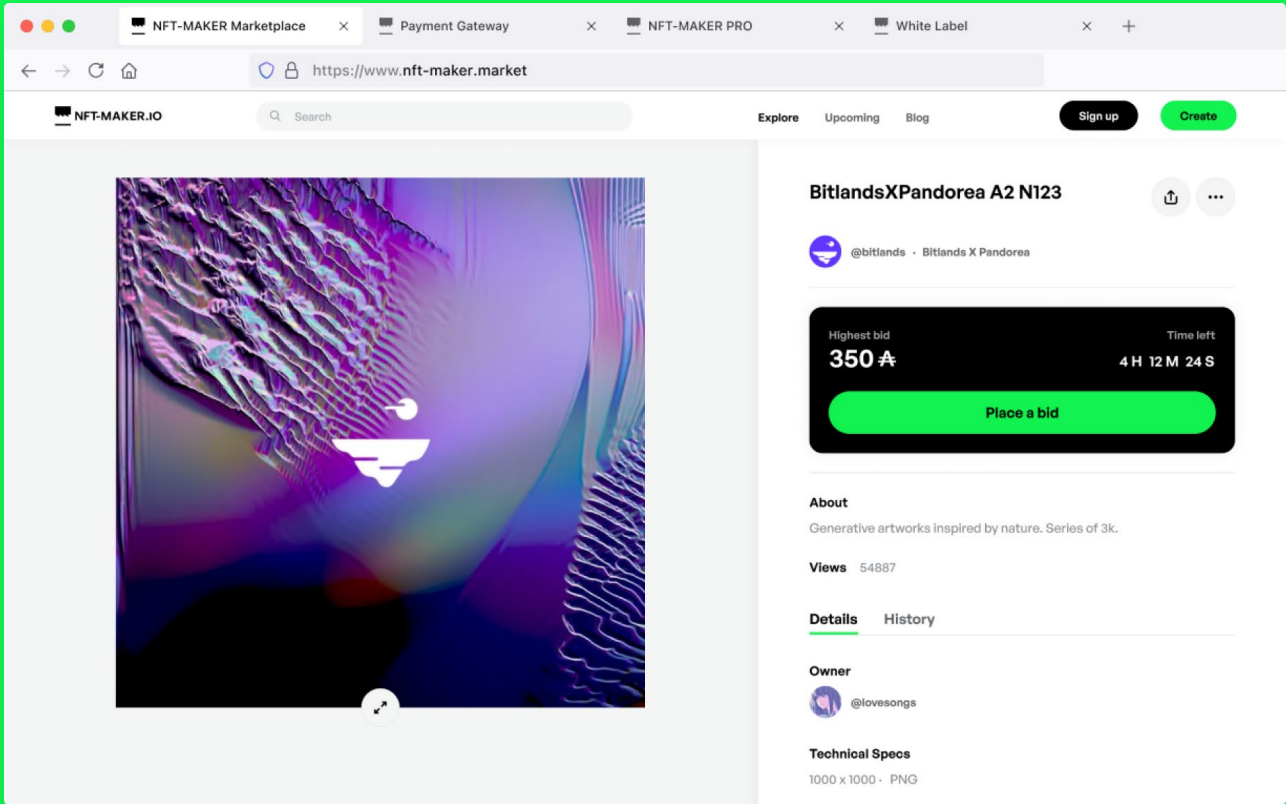 NFT-MAKER Marketplace
Payment Gateway
NFT-MAKER PRO
White Label
https://www.nft-maker.market
NFT-MAKER.IO
Search
Explore
Upcoming
Blog
Sign up
Create
BitlandsXPandorea A2 N123
@bitlands · Bitlands X Pandorea
Highest bid
Time left
350 ₳
4 H 12 M 24 S
Place a bid
About
Generative artworks inspired by nature. Series of 3k.
Views 54887
Details
History
Owner
@lovesongs
Technical Specs
1000 x 1000 · PNG